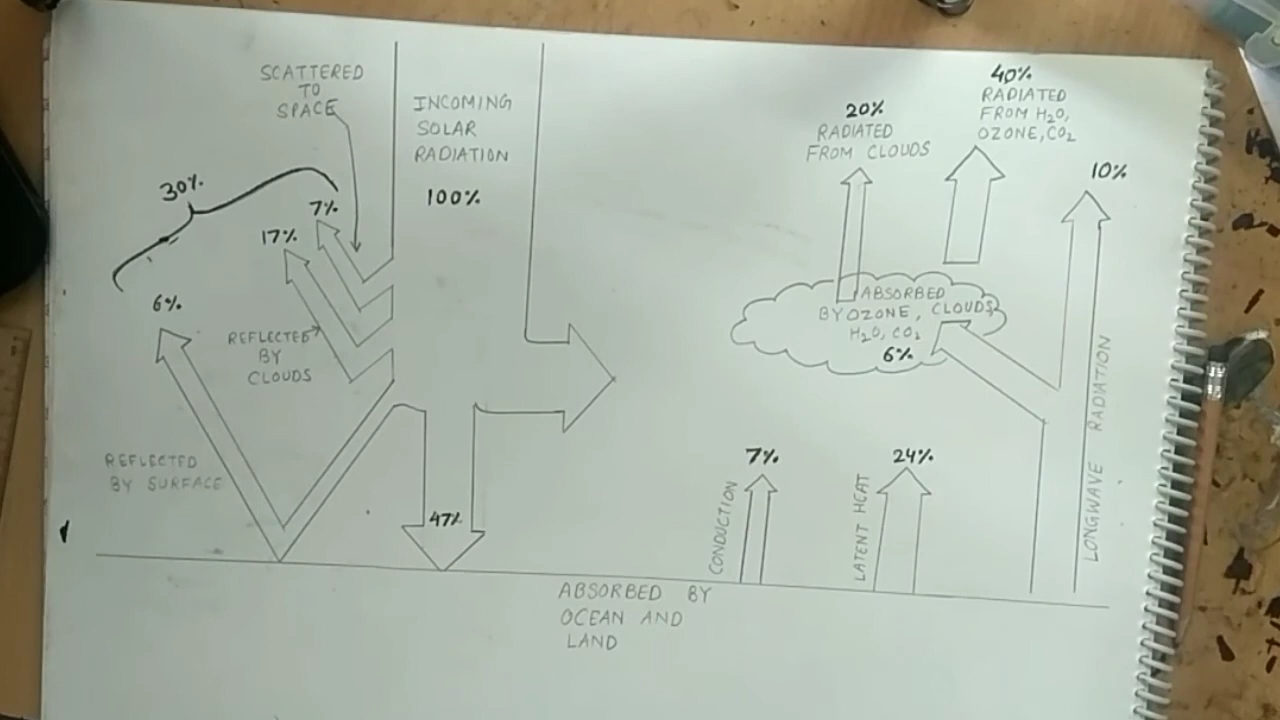 SCATTERED
TO
SPACE
INCOMING
SOLAR
RADIATION
100%
30%
7%
17%
6%
REFLECTED
BY
CLOUDS
REFLECTED
BY SURFACE
47%
ABSORBED BY
OCEAN AND
LAND
20%
RADIATED
FROM CLOUDS
40%
RADIATED
FROM H2O,
OZONE, CO2
10%
ABSORBED
BY OZONE, CLOUDS,
H2O, CO2
6%
7%
CONDUCTION
24%
LATENT HEAT
LONGWAVE RADIATION